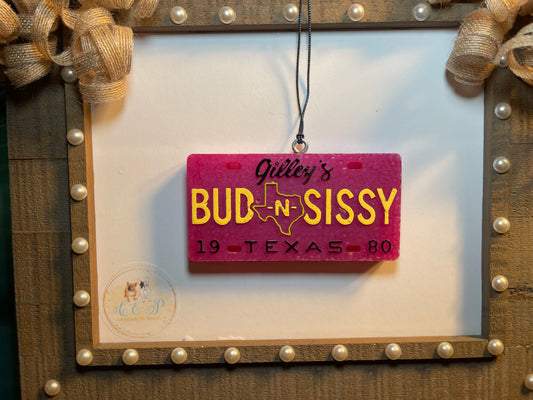 Gilley's
BUD -N- SISSY
19 TEXAS 80